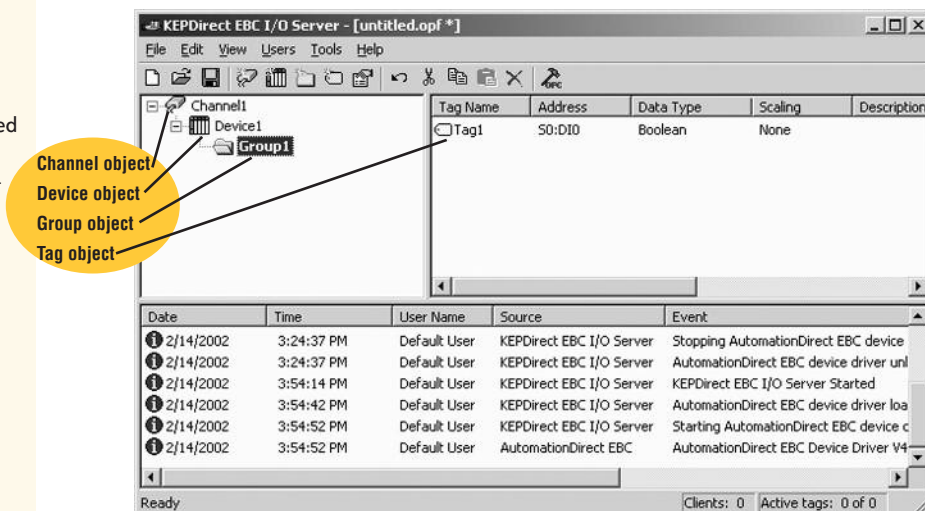 KEPDirect EBC I/O Server - [untitled.opf *]
File Edit View Users Tools Help
ed
Channel1
Device1
Group1
Channel object
Device object
Group object
Tag object
Tag Name Address Data Type Scaling Description
Tag1 S0:DI0 Boolean None
Date Time User Name Source Event
2/14/2002 3:24:37 PM Default User KEPDirect EBC I/O Server Stopping AutomationDirect EBC device
2/14/2002 3:24:37 PM Default User KEPDirect EBC I/O Server AutomationDirect EBC device driver unl
2/14/2002 3:54:14 PM Default User KEPDirect EBC I/O Server KEPDirect EBC I/O Server Started
2/14/2002 3:54:42 PM Default User KEPDirect EBC I/O Server AutomationDirect EBC device driver loa
2/14/2002 3:54:52 PM Default User KEPDirect EBC I/O Server Starting AutomationDirect EBC device d
2/14/2002 3:54:52 PM Default User AutomationDirect EBC AutomationDirect EBC Device Driver V4
Ready Clients: 0 Active tags: 0 of 0